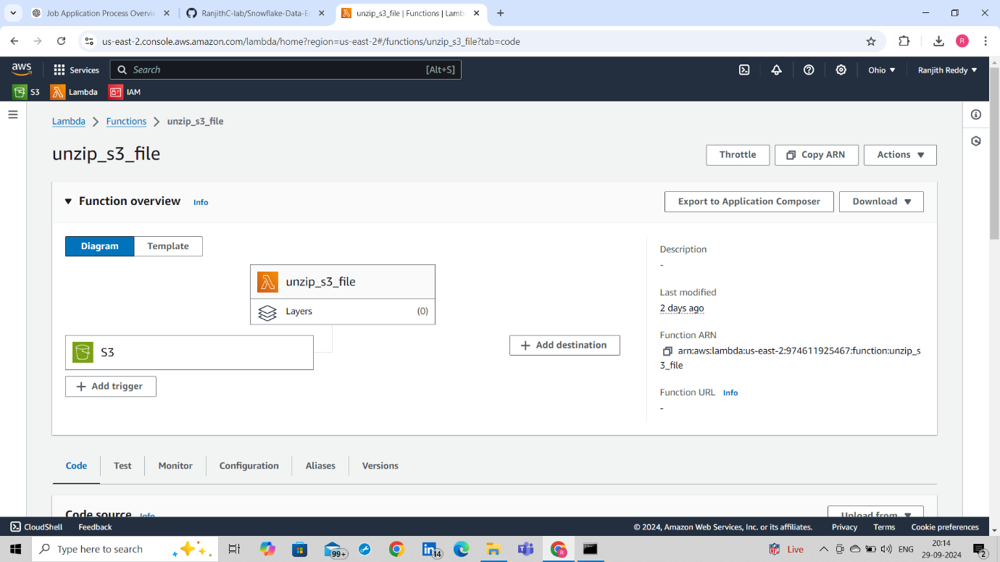 Job Application Process Overvi
RanjithC-lab/Snowflake-Data-E
unzip_s3_file | Functions | Lamb
us-east-2.console.aws.amazon.com/lambda/home?region=us-east-2#/functions/unzip_s3_file?tab=code
R
aws
Services
Search
[Alt+S]
Ohio
Ranjith Reddy
S3
Lambda
IAM
Lambda
Functions
unzip_s3_file
unzip_s3_file
Throttle
Copy ARN
Actions
Function overview
Info
Export to Application Composer
Download
Diagram
Template
unzip_s3_file
Layers
(0)
S3
Add trigger
Add destination
Description
-
Last modified
2 days ago
Function ARN
arn:aws:lambda:us-east-2:974611925467:function:unzip_s
3_file
Function URL
Info
-
Code
Test
Monitor
Configuration
Aliases
Versions
Code source
Info
Upload from
CloudShell
Feedback
© 2024, Amazon Web Services, Inc. or its affiliates.
Privacy
Terms
Cookie preferences
Type here to search
99+
14
R
Live
ENG
20:14
29-09-2024
2